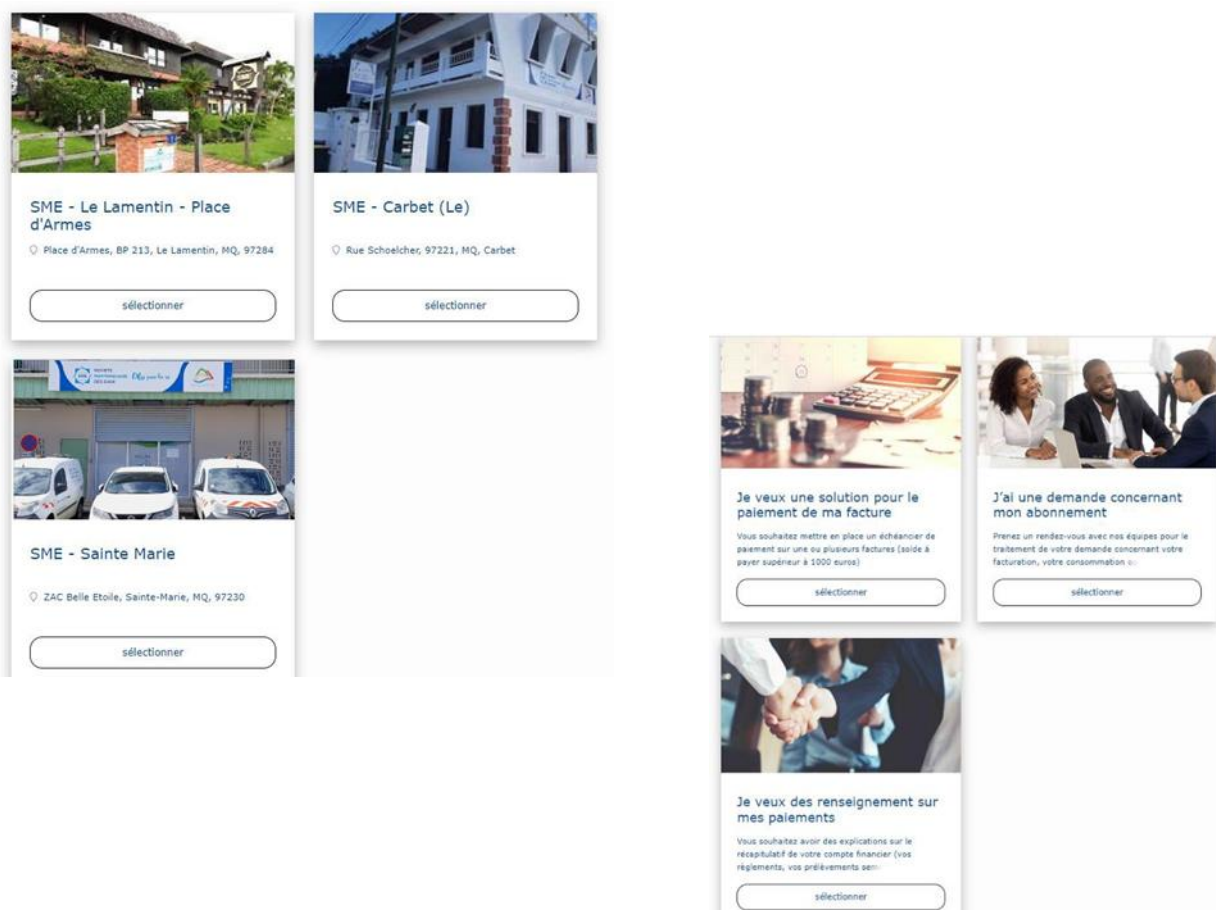 SME - Le Lamentin - Place
d'Armes
Place d'Armes, BP 213, Le Lamentin, MQ, 97284
sélectionner
SME - Carbet (Le)
Rue Schoelcher, 97221, MQ, Carbet
sélectionner
SME - Sainte Marie
ZAC Belle Etoile, Sainte-Marie, MQ, 97230
sélectionner
Je veux une solution pour le
paiement de ma facture
Vous souhaitez mettre en place un échéancier de
paiement sur une ou plusieurs factures (solde à
payer supérieur à 1000 euros)
sélectionner
J'ai une demande concernant
mon abonnement
Prenez un rendez-vous avec nos équipes pour le
traitement de votre demande concernant votre
facturation, votre consommation
sélectionner
Je veux des renseignement sur
mes paiements
Vous souhaitez avoir des explications sur le
récapitulatif de votre compte financier (vos
règlements, vos prélèvements
sélectionner